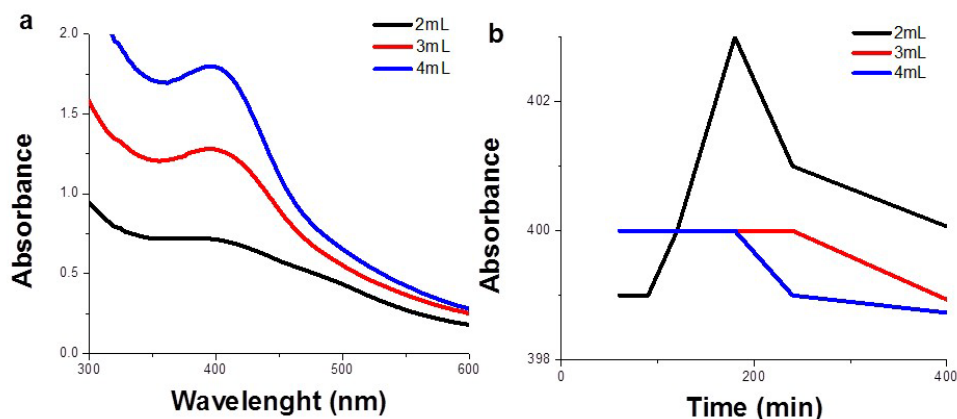 a
2mL
3mL
4mL
2.0
1.5
1.0
0.5
0.0
300
400
500
600
Absorbance
Wavelenght (nm)
b
2mL
3mL
4mL
402
400
398
0
200
400
Absorbance
Time (min)